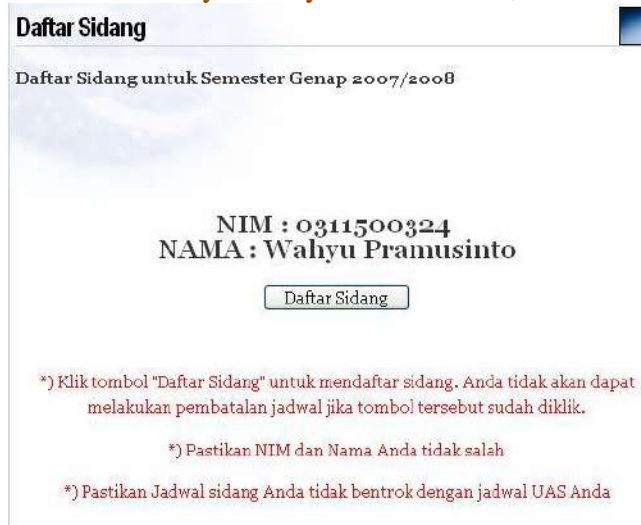 Daftar Sidang
Daftar Sidang untuk Semester Genap 2007/2008
NIM : 0311500324
NAMA : Wahyu Pramusinto
Daftar Sidang
*) Klik tombol "Daftar Sidang" untuk mendaftar sidang. Anda tidak akan dapat
melakukan pembatalan jadwal jika tombol tersebut sudah diklik.
*) Pastikan NIM dan Nama Anda tidak salah
*) Pastikan Jadwal sidang Anda tidak bentrok dengan jadwal UAS Anda